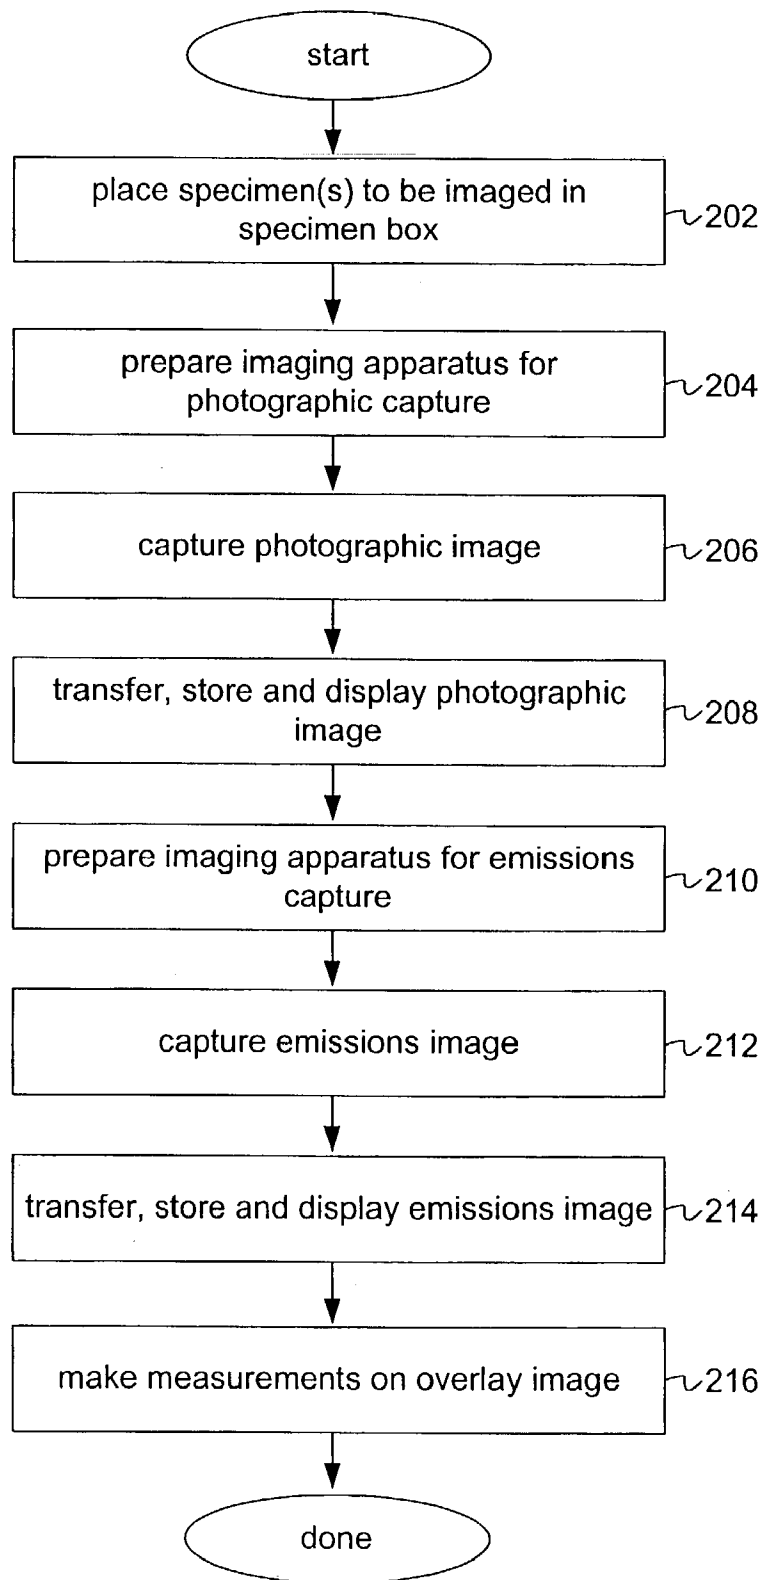 start
place specimen(s) to be imaged in
specimen box
202
prepare imaging apparatus for
photographic capture
204
capture photographic image
206
transfer, store and display photographic
image
208
prepare imaging apparatus for emissions
capture
210
capture emissions image
212
transfer, store and display emissions image
214
make measurements on overlay image
216
done